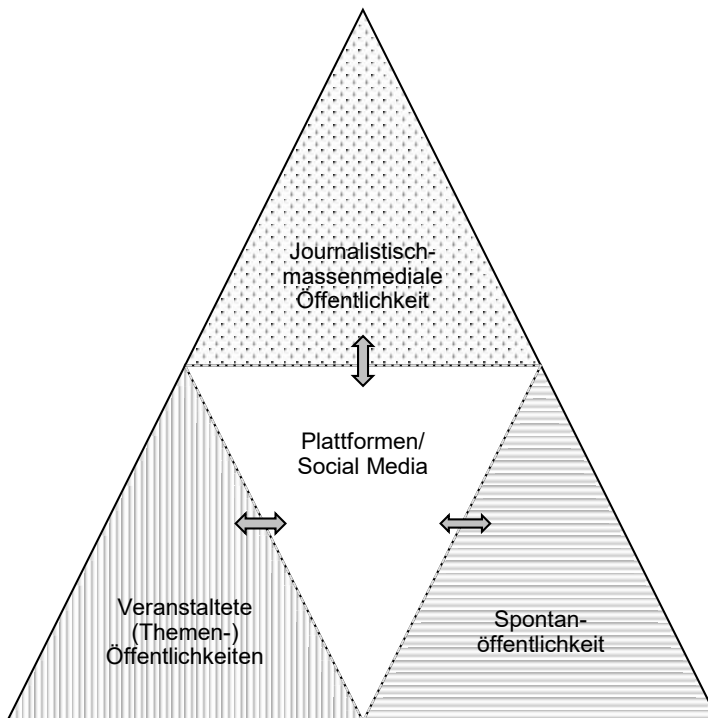 Journalistisch-
massenmediale
Öffentlichkeit
Plattformen/
Social Media
Veranstaltete
(Themen-)
Öffentlichkeiten
Spontan-
öffentlichkeit